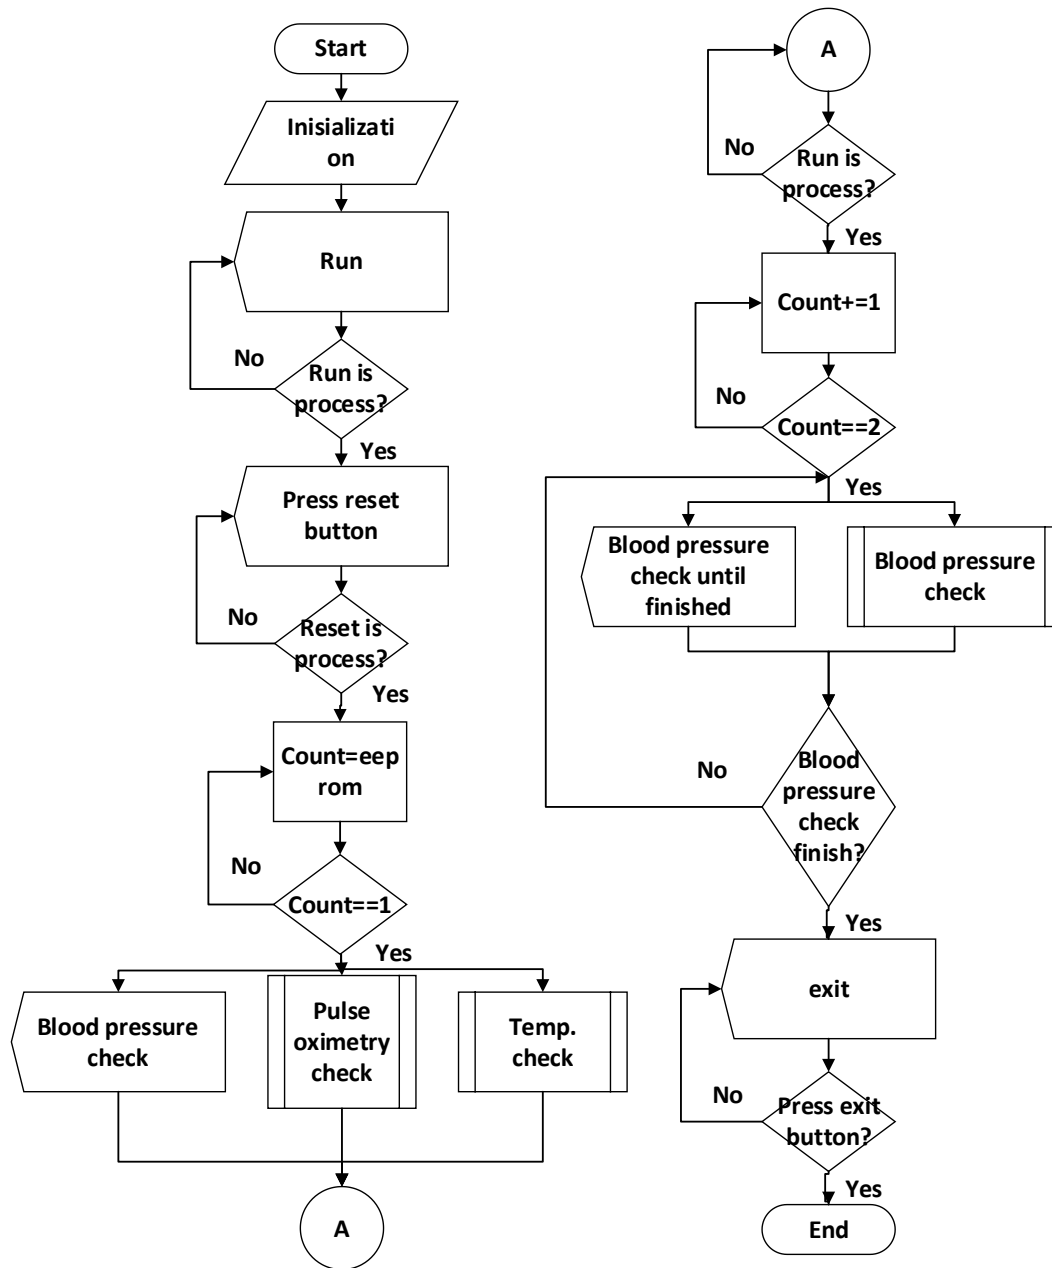 Start
Inisializati
on
Run
No
Run is
process?
Yes
Press reset
button
No
Reset is
process?
Yes
Count=eep
rom
No
Count==1
Yes
Blood pressure
check
Pulse
oximetry
check
Temp.
check
A
A
No
Run is
process?
Yes
Count+=1
No
Count==2
Yes
Blood pressure
check until
finished
Blood pressure
check
No
Blood
pressure
check
finish?
Yes
exit
No
Press exit
button?
Yes
End